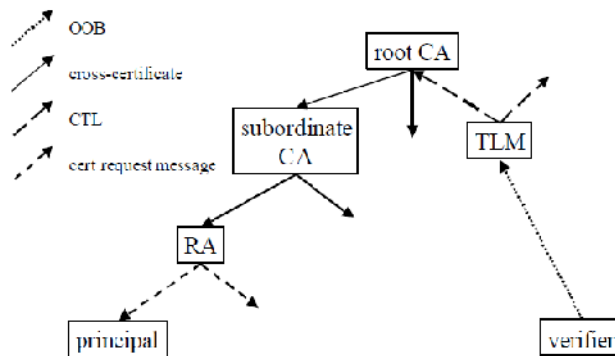 OOB
root CA
cross-certificate
CTL
subordinate
CA
TLM
cert request message
RA
principal
verifier